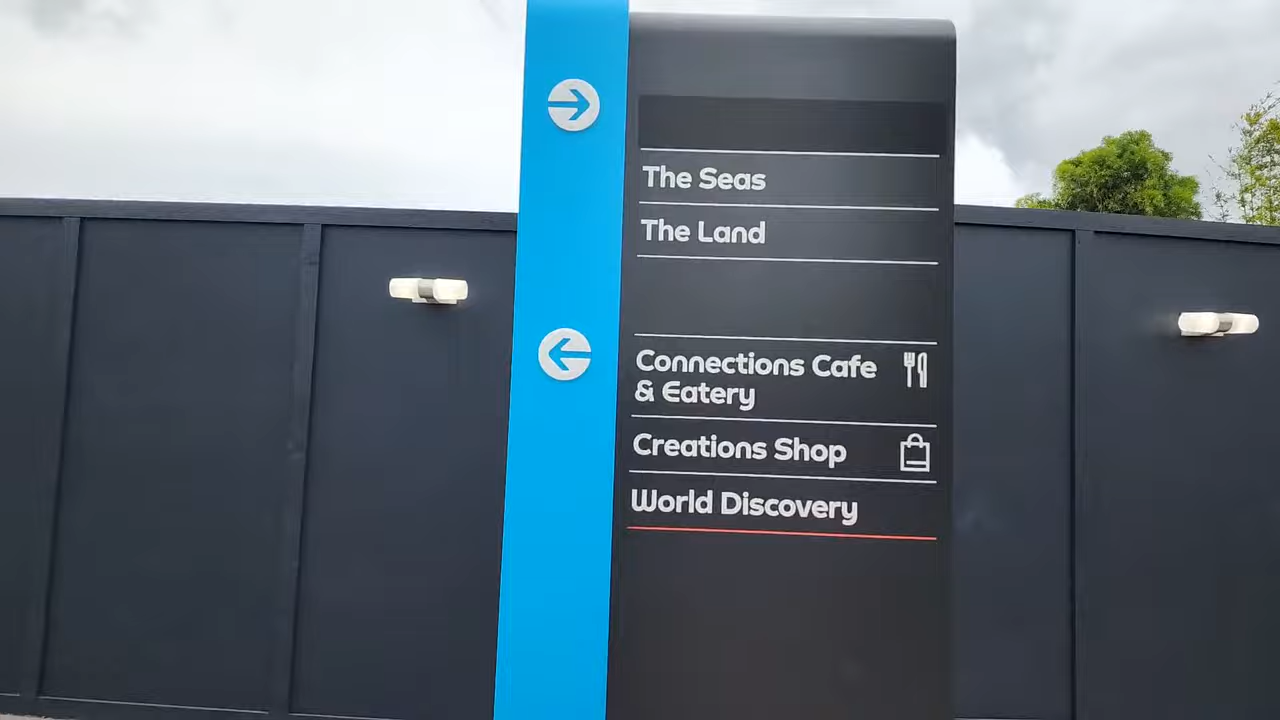 The Seas
The Land
Connections Cafe
& Eatery
Creations Shop
World Discovery